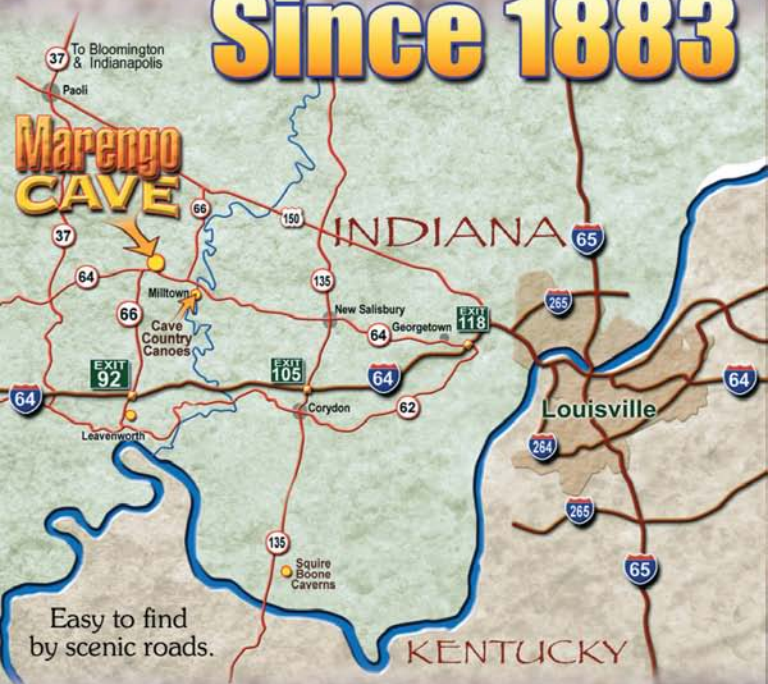 Since 1883
37
To Bloomington
& Indianapolis
Paoli
Marengo
CAVE
66
150
INDIANA
65
37
64
135
265
Milltown
66
New Salisbury
EXIT
118
Cave
Country
Canoes
64
Georgetown
EXIT
92
EXIT
105
64
64
64
Corydon
62
Louisville
Leavenworth
264
265
135
Squire
Boone
Caverns
65
Easy to find
by scenic roads.
KENTUCKY